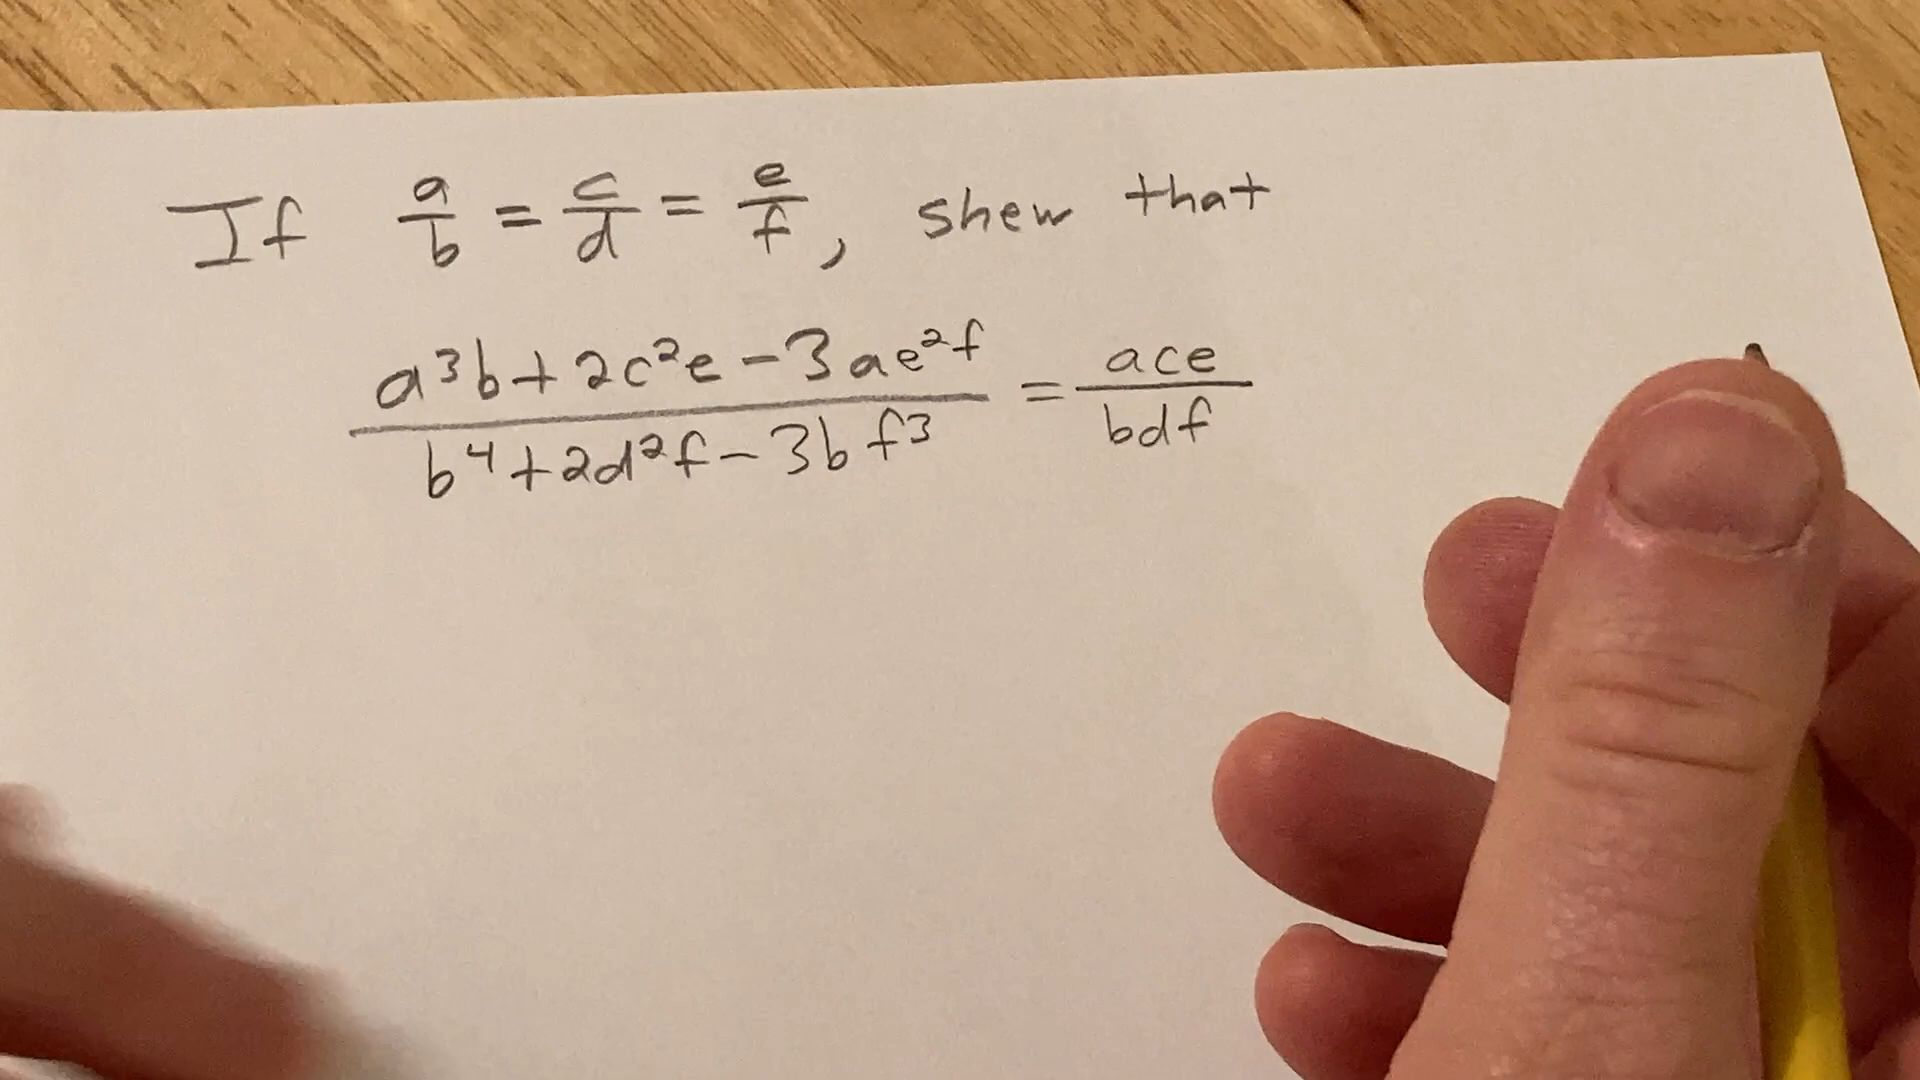 If a/b = c/d = e/f, shew that
(a³b + 2c²e - 3ae²f)/(b⁴ + 2d²f - 3bf³) = ace/bdf